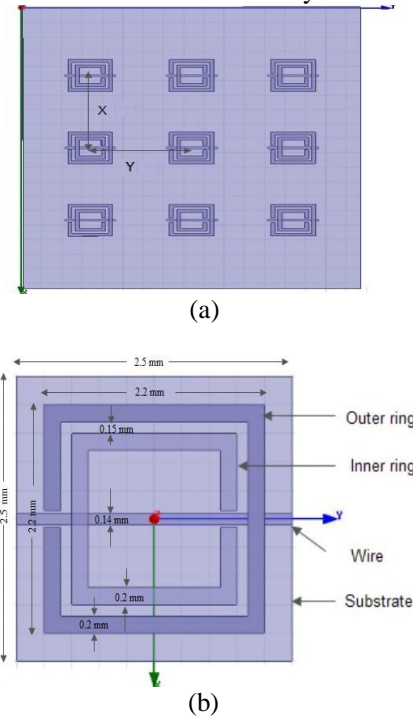 X
Y
(a)
2.5 mm
2.2 mm
Outer ring
0.15 mm
Inner ring
2.5 mm
2.2 mm
0.14 mm
Y
Wire
0.2 mm
Substrate
0.2 mm
(b)